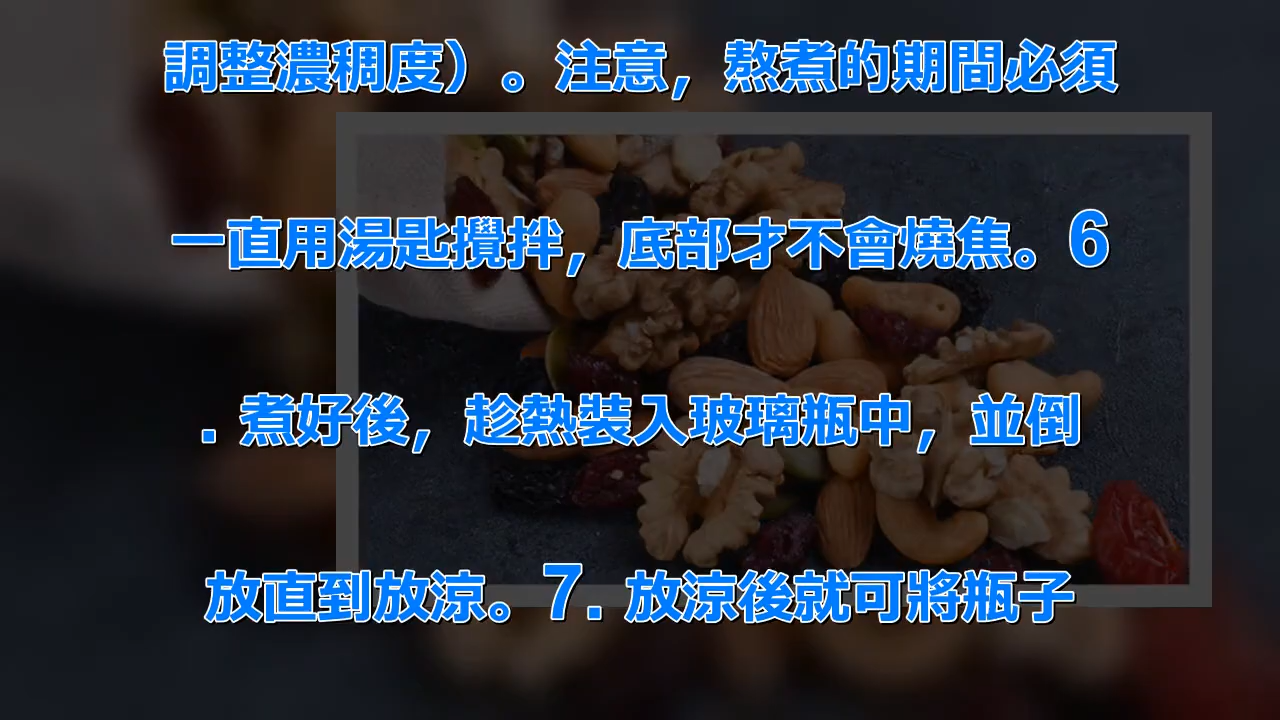 調整濃稠度）。注意，熬煮的期間必須
一直用湯匙攪拌，底部才不會燒焦。6
. 煮好後，趁熱裝入玻璃瓶中，並倒
放直到放涼。7. 放涼後就可將瓶子